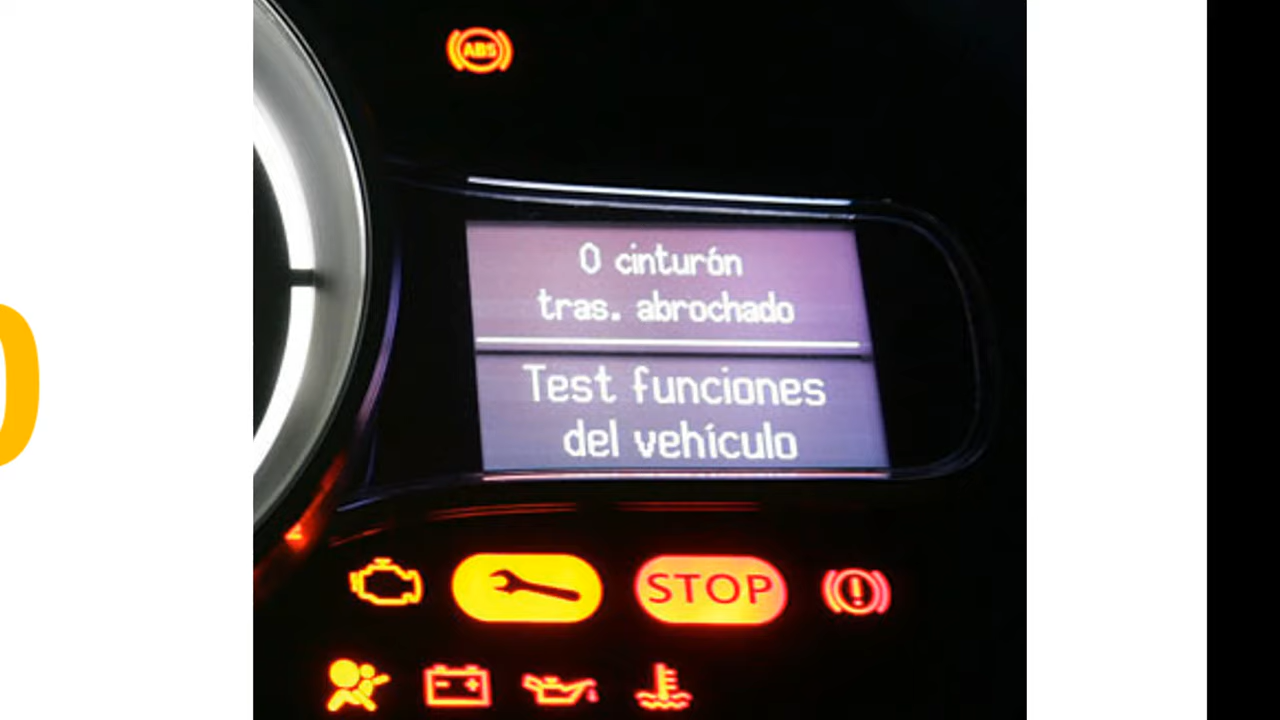 ABS
0 cinturón
tras. abrochado
Test funciones
del vehículo
STOP